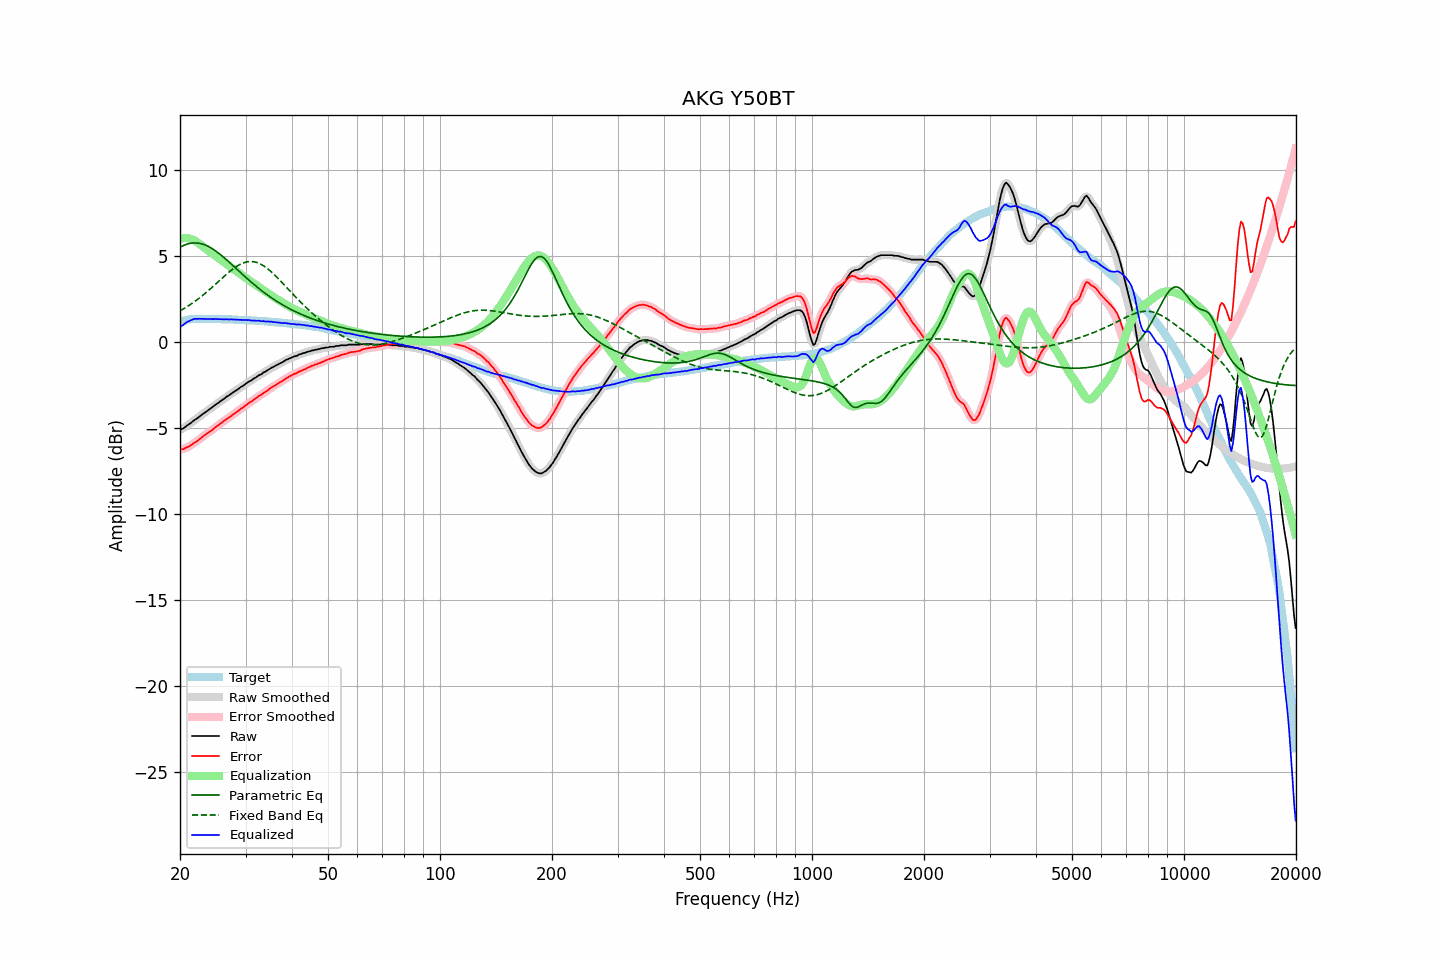 AKG Y50BT
10
5
0
−5
−10
−15
−20
−25
Amplitude (dBr)
Target
Raw Smoothed
Error Smoothed
Raw
Error
Equalization
Parametric Eq
Fixed Band Eq
Equalized
20 50 100 200 500 1000 2000 5000 10000 20000
Frequency (Hz)